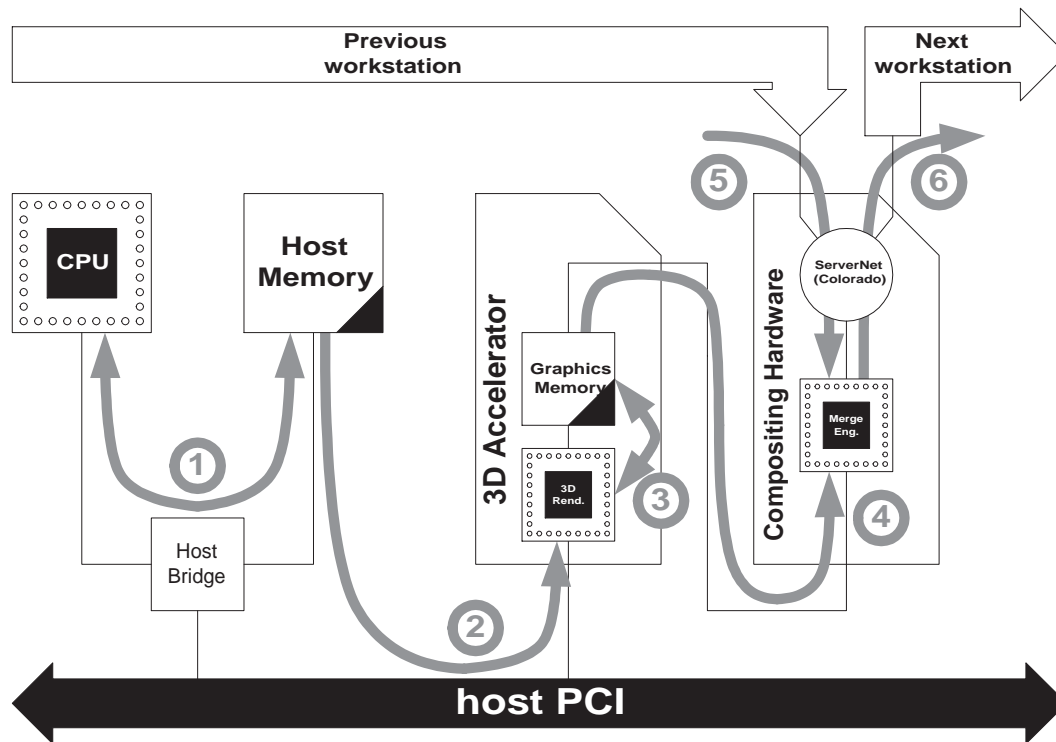 Previous
workstation
Next
workstation
5
6
CPU
Host
Memory
ServerNet
(Colorado)
3D Accelerator
Graphics
Memory
Compositing Hardware
Merge
Eng.
1
3D
Rend.
3
4
Host
Bridge
2
host PCI